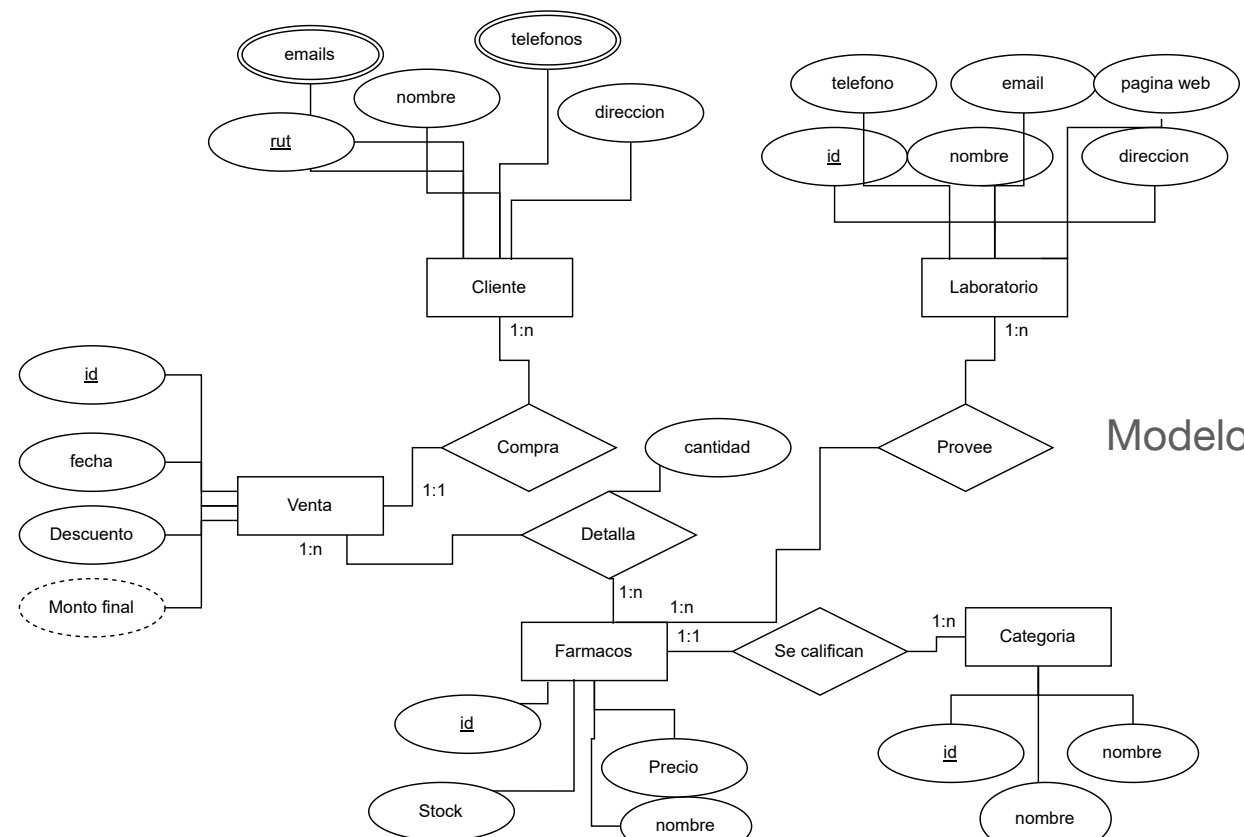 emails
telefonos
nombre
direccion
rut
telefono
email
pagina web
id
nombre
direccion
Cliente
Laboratorio
1:n
1:n
id
fecha
Descuento
Monto final
Venta
1:1
1:n
Compra
cantidad
Detalla
Provee
Modelo
1:n
1:n
1:1
Farmacos
Se califican
1:n
Categoria
id
Precio
Stock
nombre
id
nombre
nombre